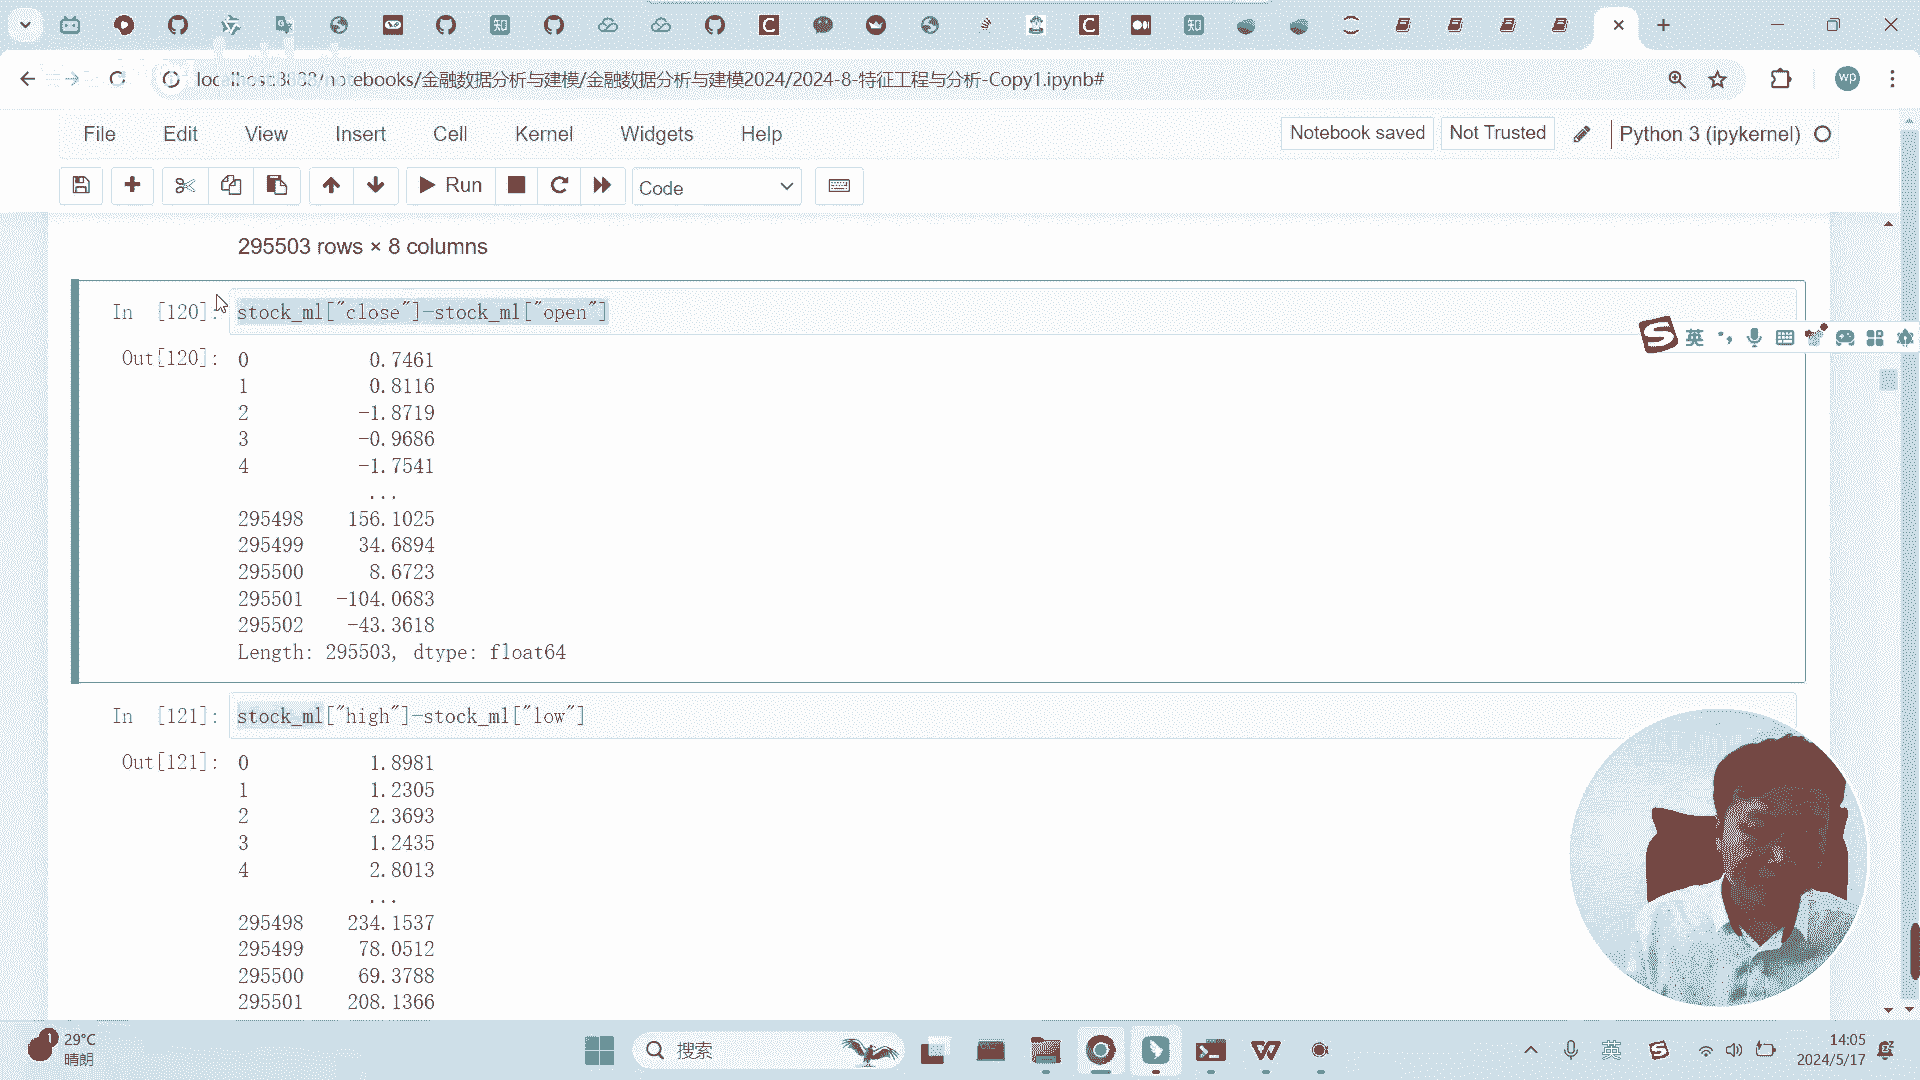 localhost:8888/notebooks/金融数据分析与建模/金融数据分析与建模2024/2024-8-特征工程与分析-Copy1.ipynb#
wp
File Edit View Insert Cell Kernel Widgets Help
Notebook saved Not Trusted Python 3 (ipykernel)
Run Code
295503 rows × 8 columns
In [120]: stock_ml["close"]-stock_ml["open"]
Out[120]: 0 0.7461
1 0.8116
2 -1.8719
3 -0.9686
4 -1.7541
...
295498 156.1025
295499 34.6894
295500 8.6723
295501 -104.0683
295502 -43.3618
Length: 295503, dtype: float64
英
In [121]: stock_ml["high"]-stock_ml["low"]
Out[121]: 0 1.8981
1 1.2305
2 2.3693
3 1.2435
4 2.8013
...
295498 234.1537
295499 78.0512
295500 69.3788
295501 208.1366
1
29°C
晴朗
搜索
英
14:05
2024/5/17